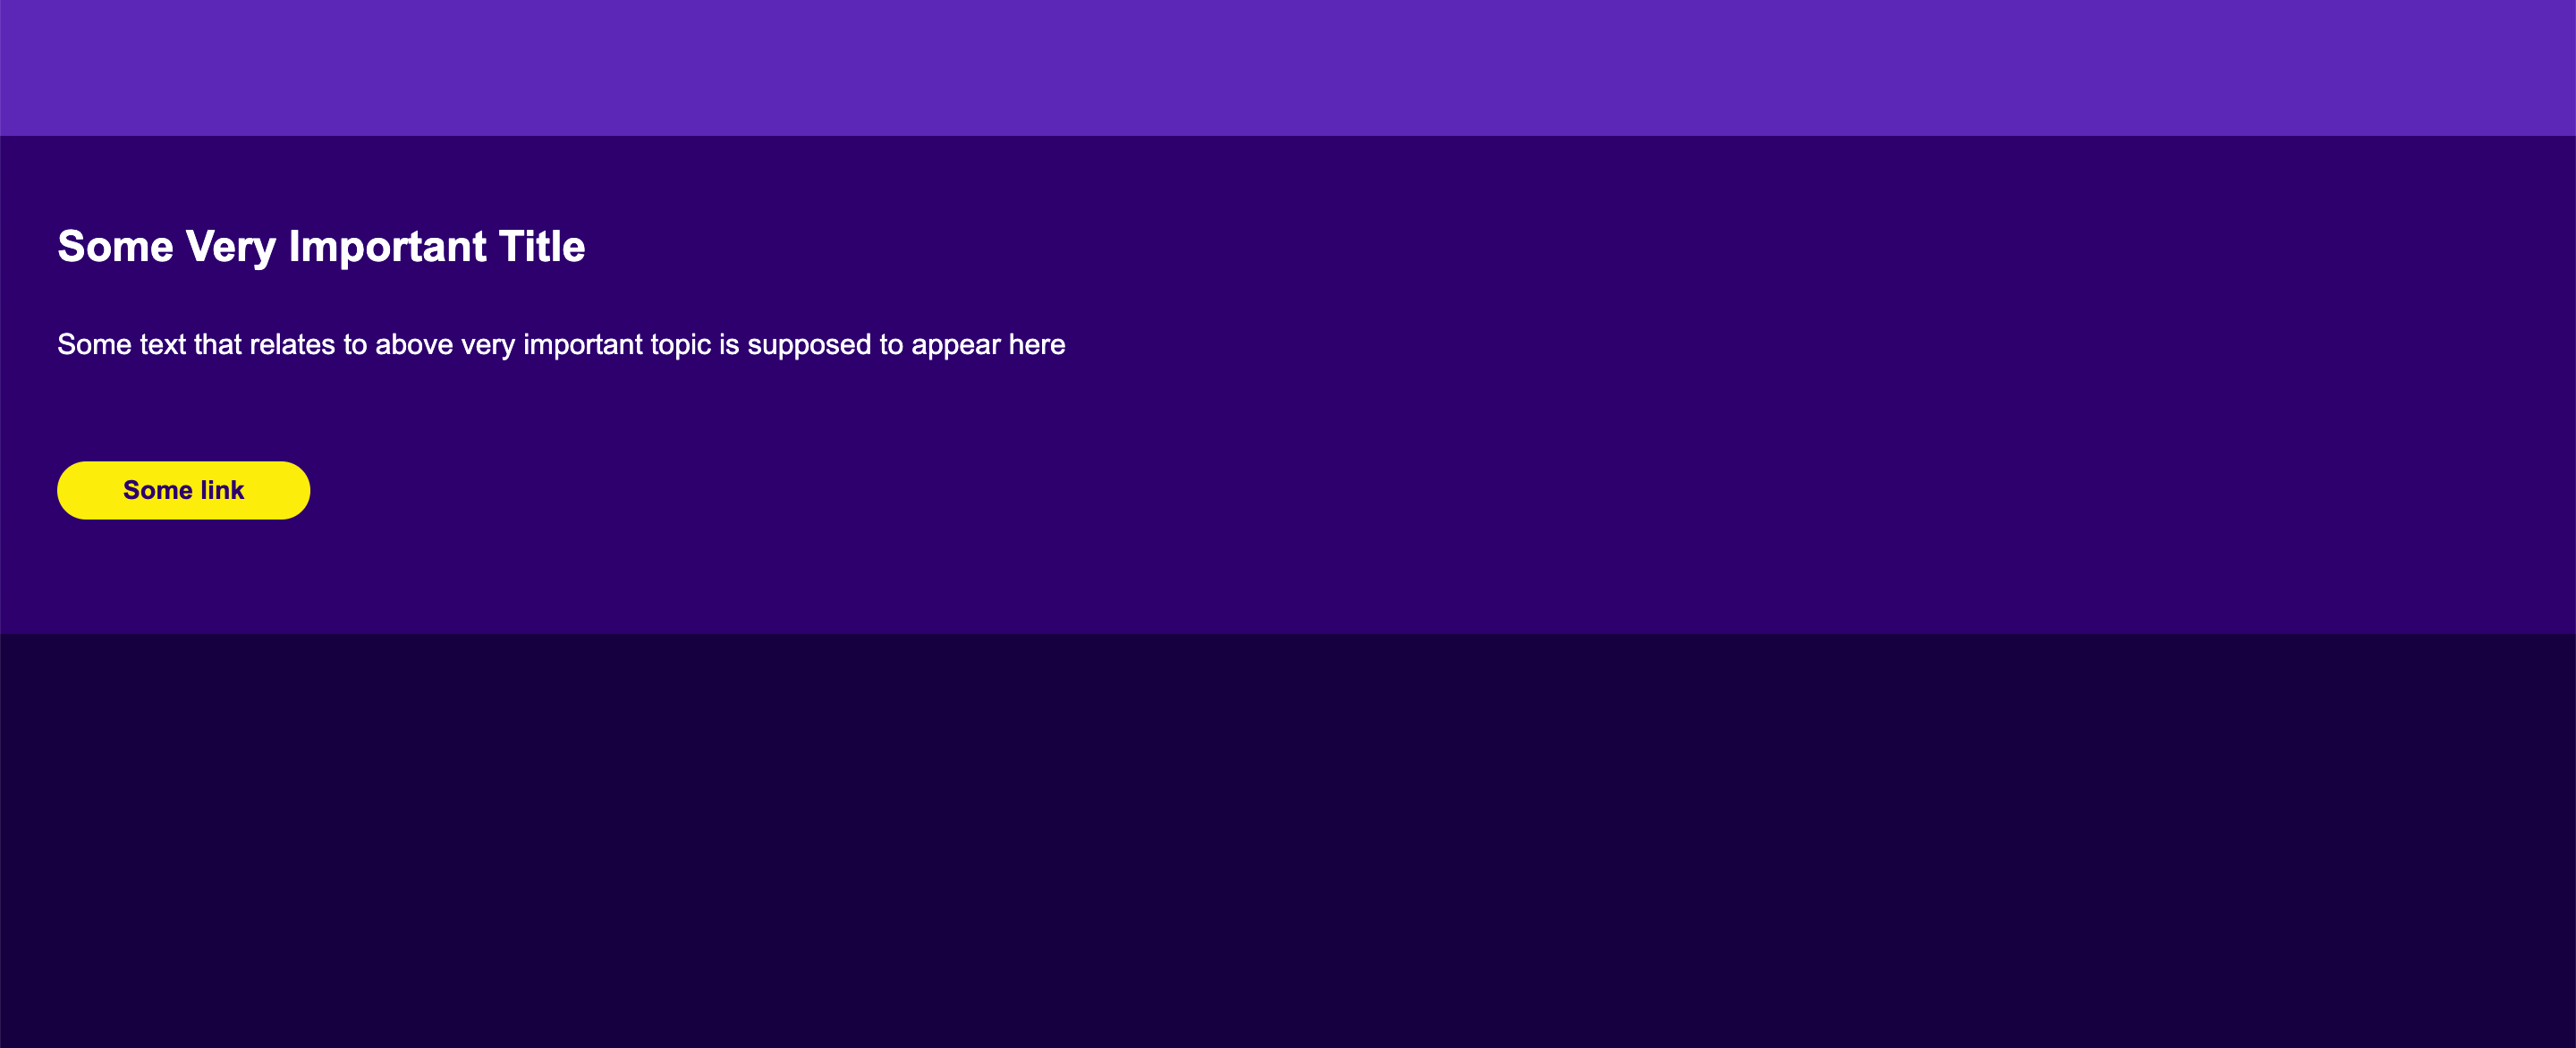 Some Very Important Title
Some text that relates to above very important topic is supposed to appear here
Some link